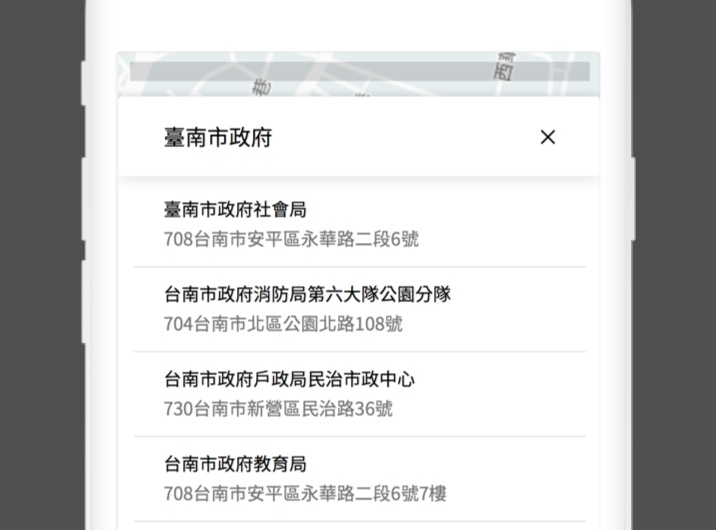 巷
西華
臺南市政府
臺南市政府社會局
708台南市安平區永華路二段6號
台南市政府消防局第六大隊公園分隊
704台南市北區公園北路108號
台南市政府戶政局民治市政中心
730台南市新營區民治路36號
台南市政府教育局
708台南市安平區永華路二段6號7樓